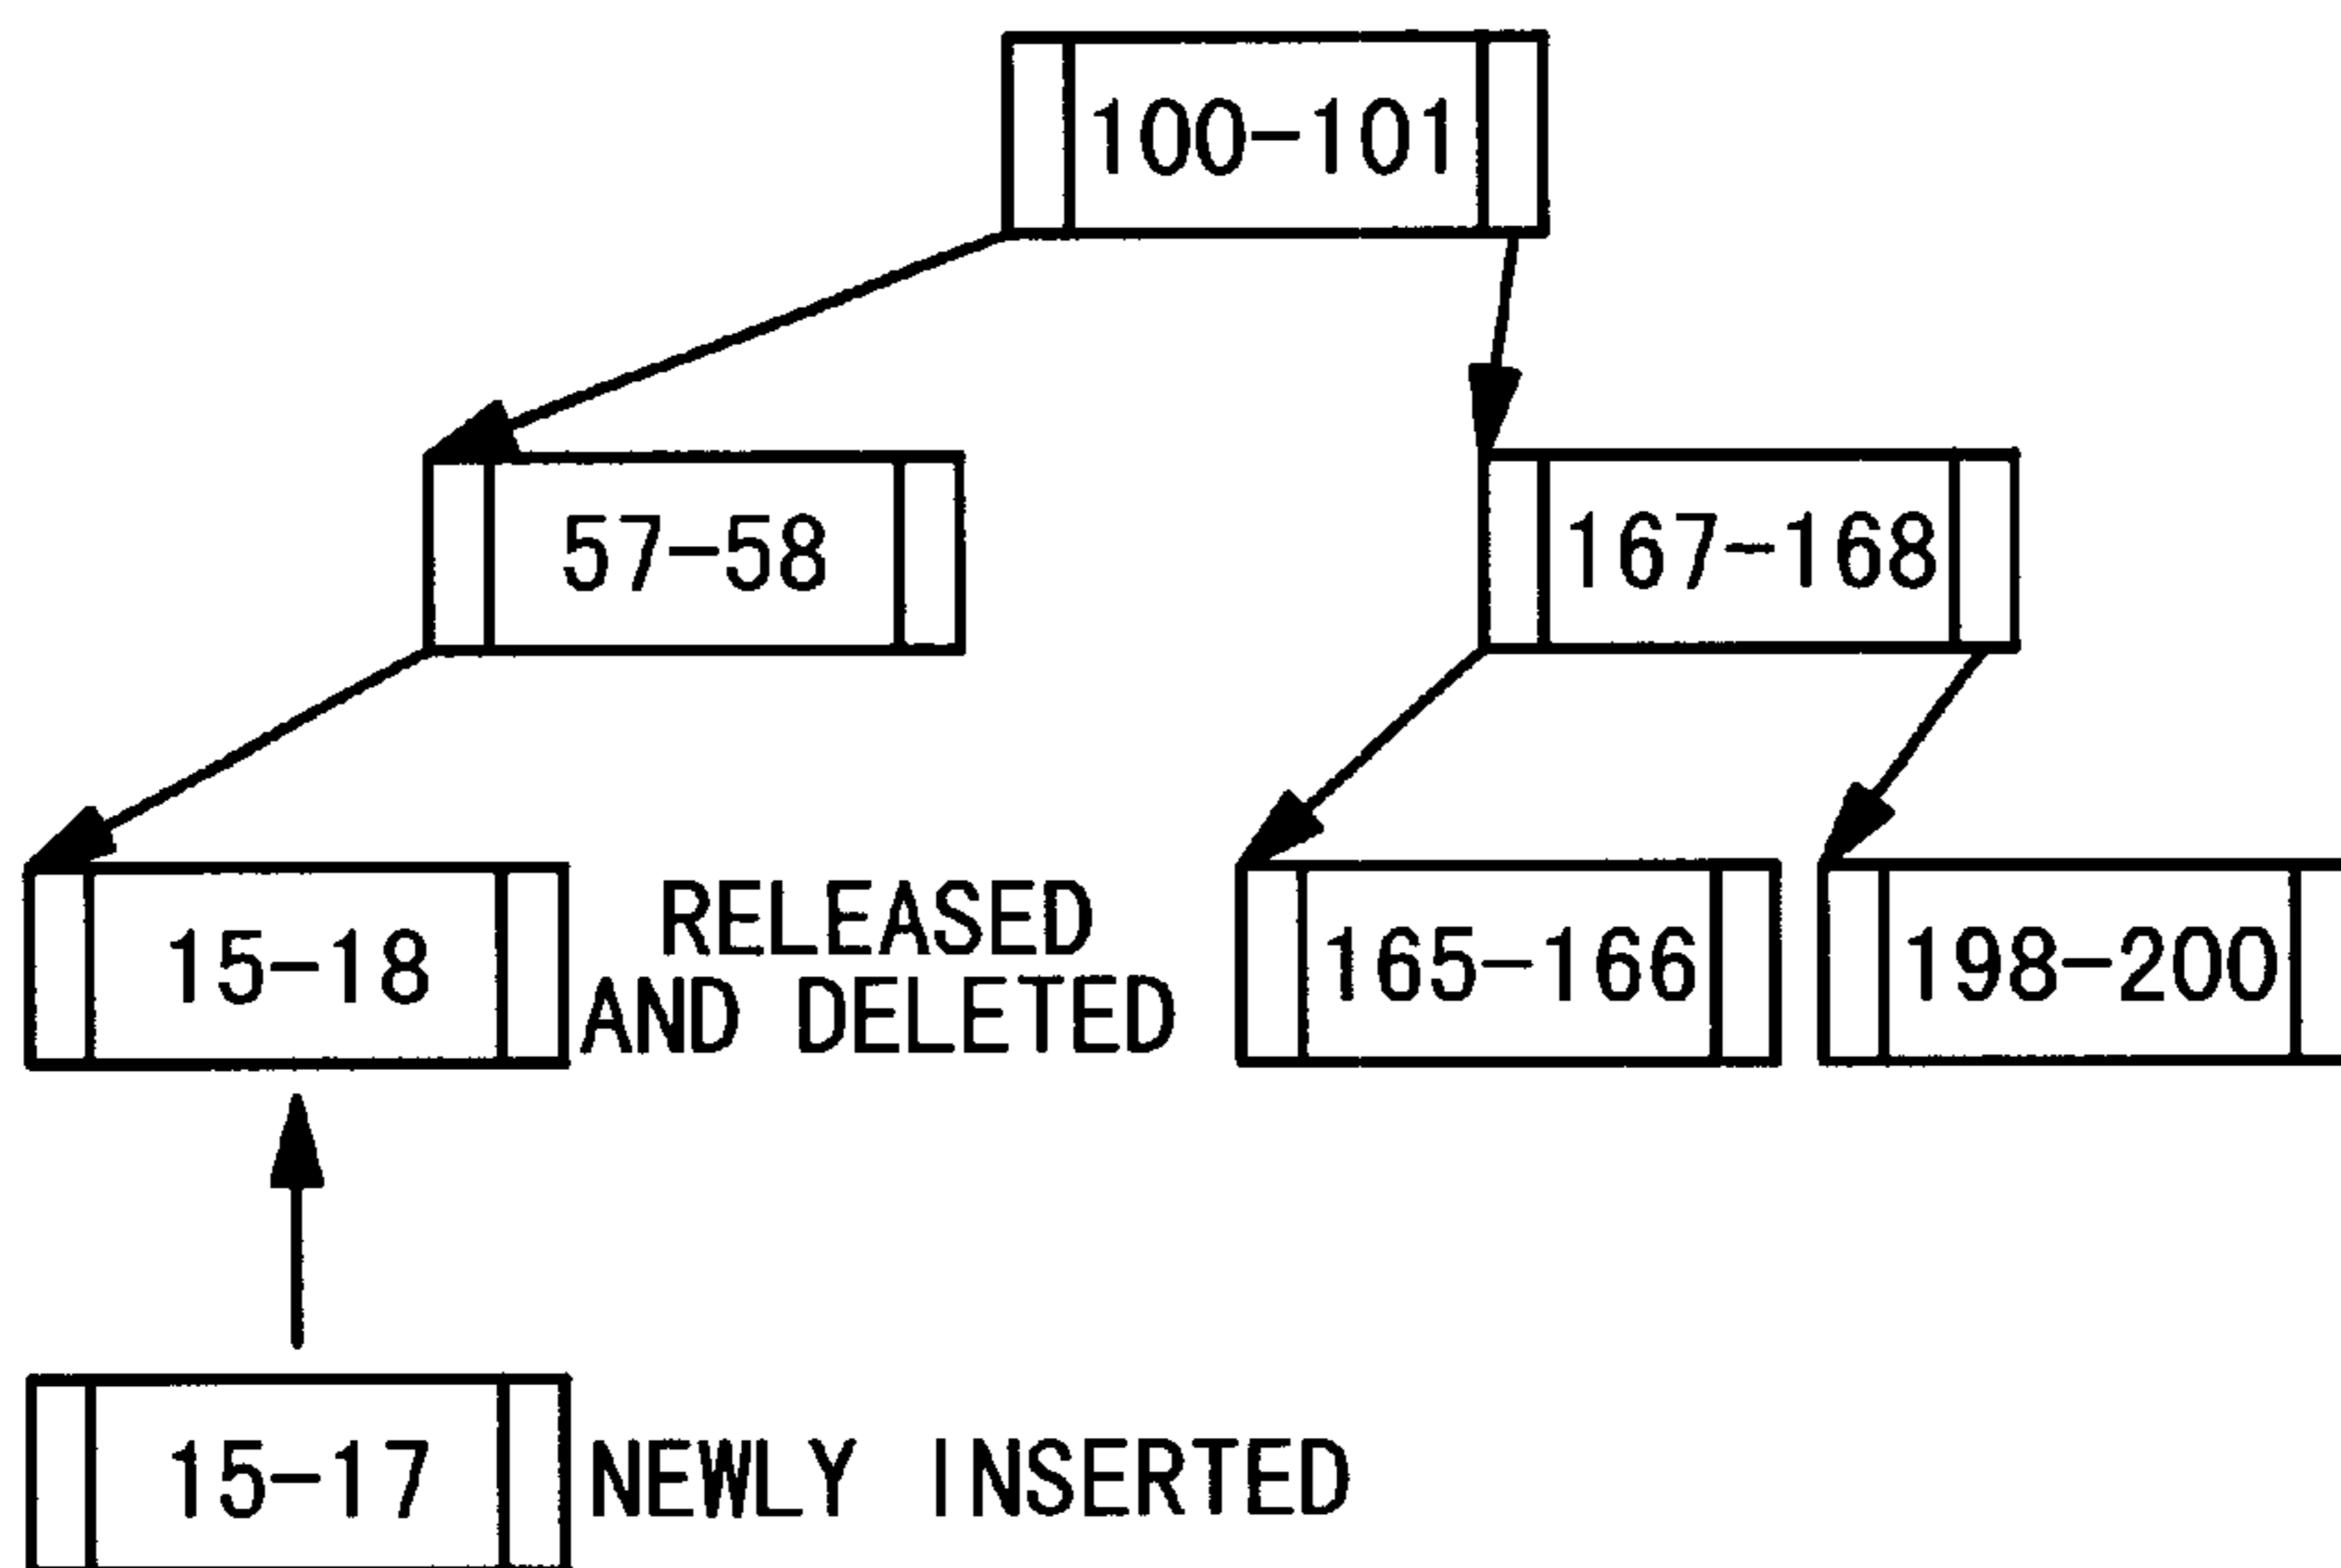 100-101
57-58
167-168
15-18
RELEASED
AND DELETED
165-166
198-200
15-17
NEWLY INSERTED